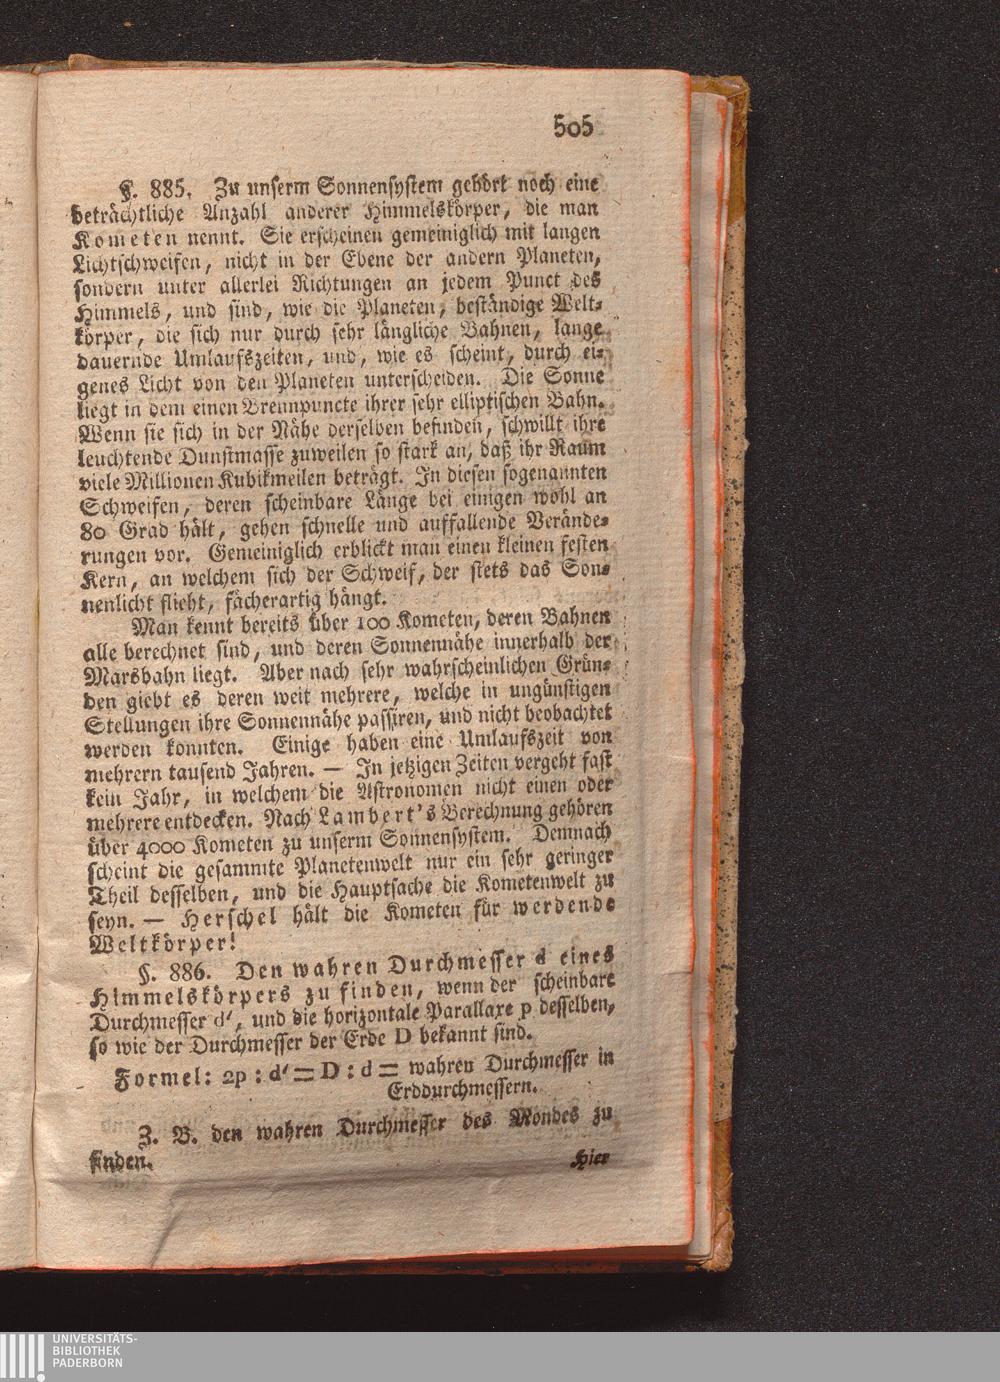 505
§. 885. Zu unserm Sonnensystem gehört noch eine
beträchtliche Anzahl anderer Himmelskörper, die man
Kometen nennt. Sie erscheinen gemeiniglich mit langen
Lichtschweifen, nicht in der Ebene der andern Planeten,
sondern unter allerlei Richtungen an jedem Punct des
Himmels, und sind, wie die Planeten, beständige Welt-
körper, die sich nur durch sehr längliche Bahnen, lange
dauernde Umlaufszeiten, und, wie es scheint, durch ei-
genes Licht von den Planeten unterscheiden. Die Sonne
liegt in dem einen Brennpuncte ihrer sehr elliptischen Bahn.
Wenn sie sich in der Nähe derselben befinden, schwillt ihre
leuchtende Dunstmasse zuweilen so stark an, daß ihr Raum
viele Millionen Kubikmeilen beträgt. In diesen sogenannten
Schweifen, deren scheinbare Länge bei einigen wohl an
80 Grad hält, gehen schnelle und auffallende Verände-
rungen vor. Gemeiniglich erblickt man einen kleinen festen
Kern, an welchem sich der Schweif, der stets das Son-
nenlicht flieht, fächerartig hängt.
Man kennt bereits über 100 Kometen, deren Bahnen
alle berechnet sind, und deren Sonnennähe innerhalb der
Marsbahn liegt. Aber nach sehr wahrscheinlichen Grün-
den giebt es deren weit mehrere, welche in ungünstigen
Stellungen ihre Sonnennähe passiren, und nicht beobachtet
werden konnten. Einige haben eine Umlaufszeit von
mehrern tausend Jahren. — In jetzigen Zeiten vergeht fast
kein Jahr, in welchem die Astronomen nicht einen oder
mehrere entdecken. Nach Lambert's Berechnung gehören
über 4000 Kometen zu unserm Sonnensystem. Demnach
scheint die gesammte Planetenwelt nur ein sehr geringer
Theil desselben, und die Hauptsache die Kometenwelt zu
seyn. — Herschel hält die Kometen für werdende
Weltkörper!
§. 886. Den wahren Durchmesser d eines
Himmelskörpers zu finden, wenn der scheinbare
Durchmesser d', und die horizontale Parallaxe p desselben,
so wie der Durchmesser der Erde D bekannt sind.
Formel: 2p : d' = D : d = wahren Durchmesser in
Erddurchmessern.
Z. B. den wahren Durchmesser des Mondes zu
finden.
Hier
UNIVERSITÄTS-
BIBLIOTHEK
PADERBORN